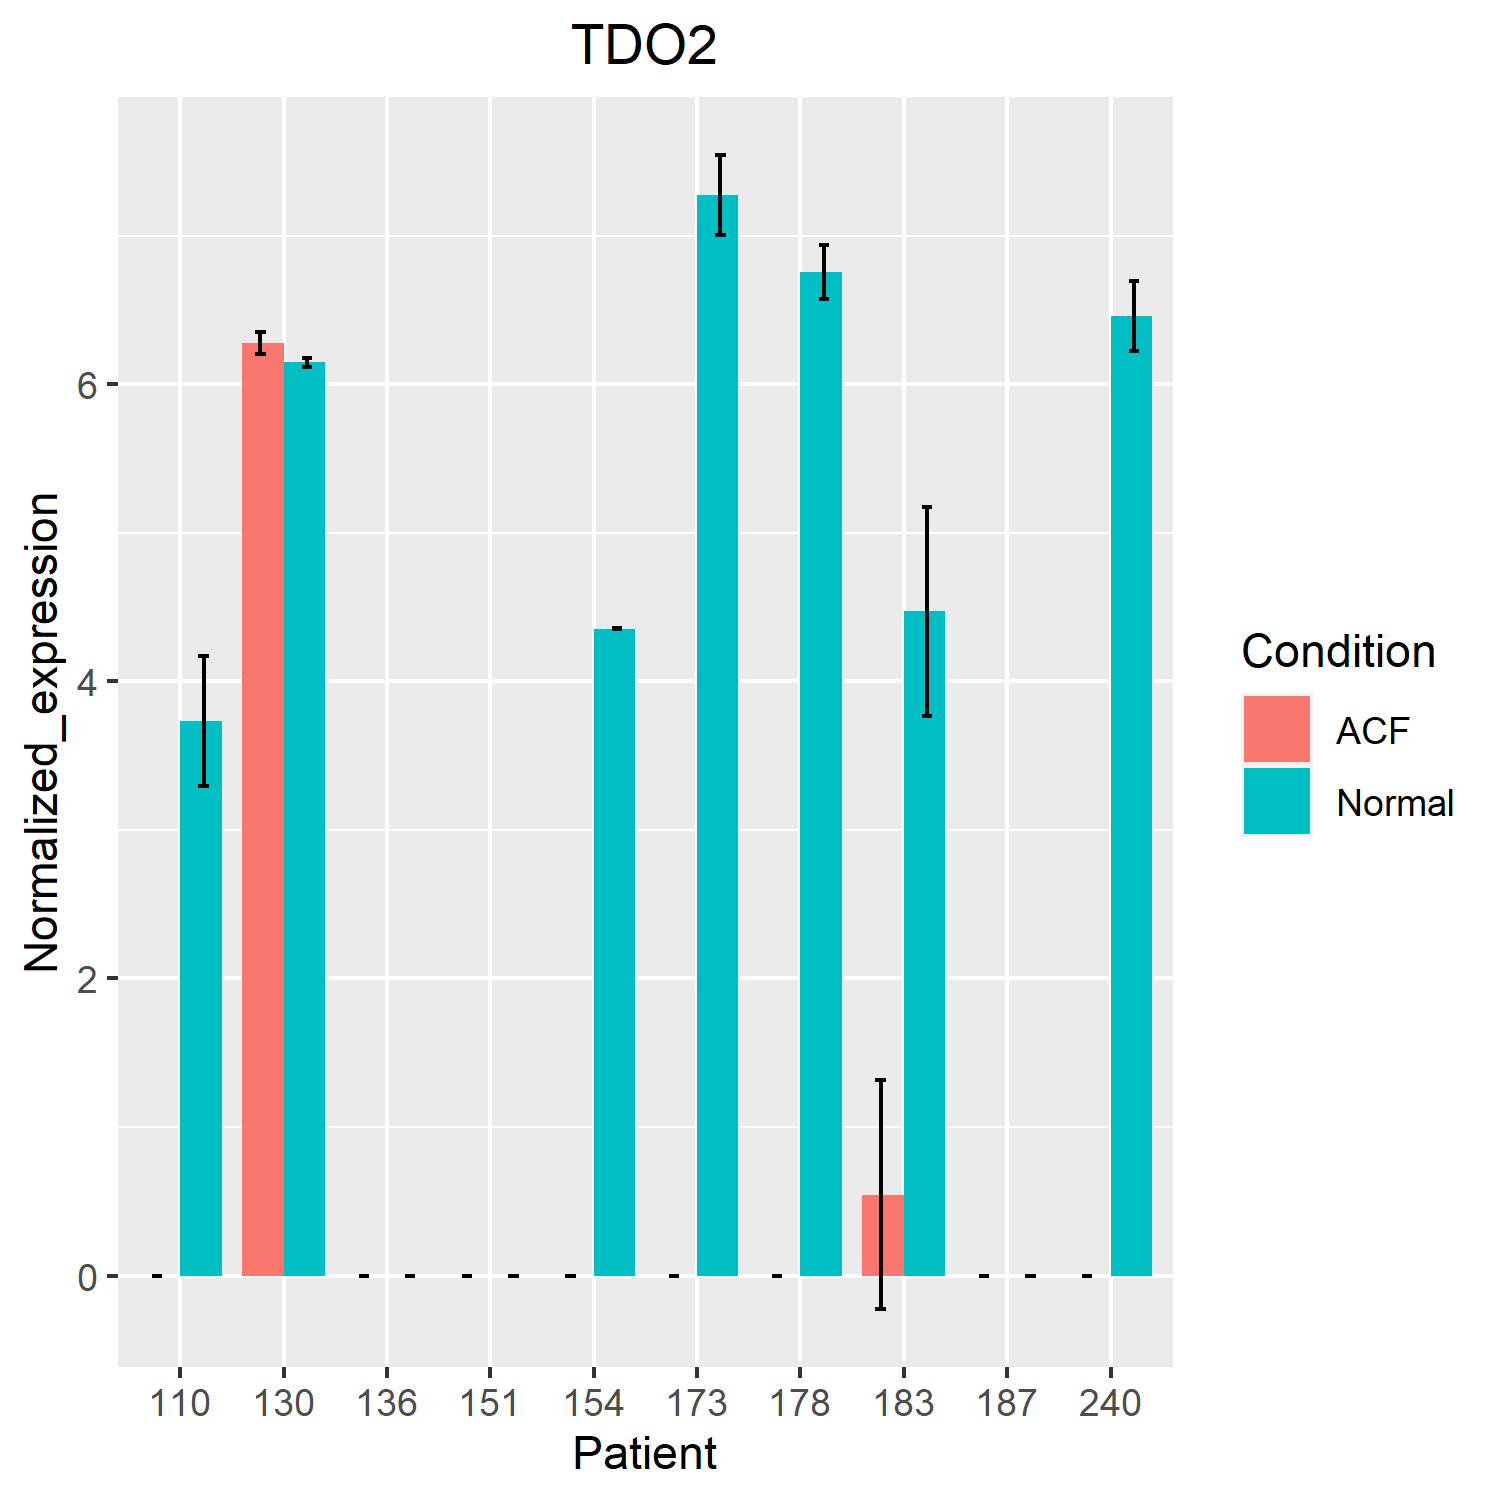 TDO2
Normalized_expression
6
4
2
0
110 130 136 151 154 173 178 183 187 240
Patient
Condition
ACF
Normal